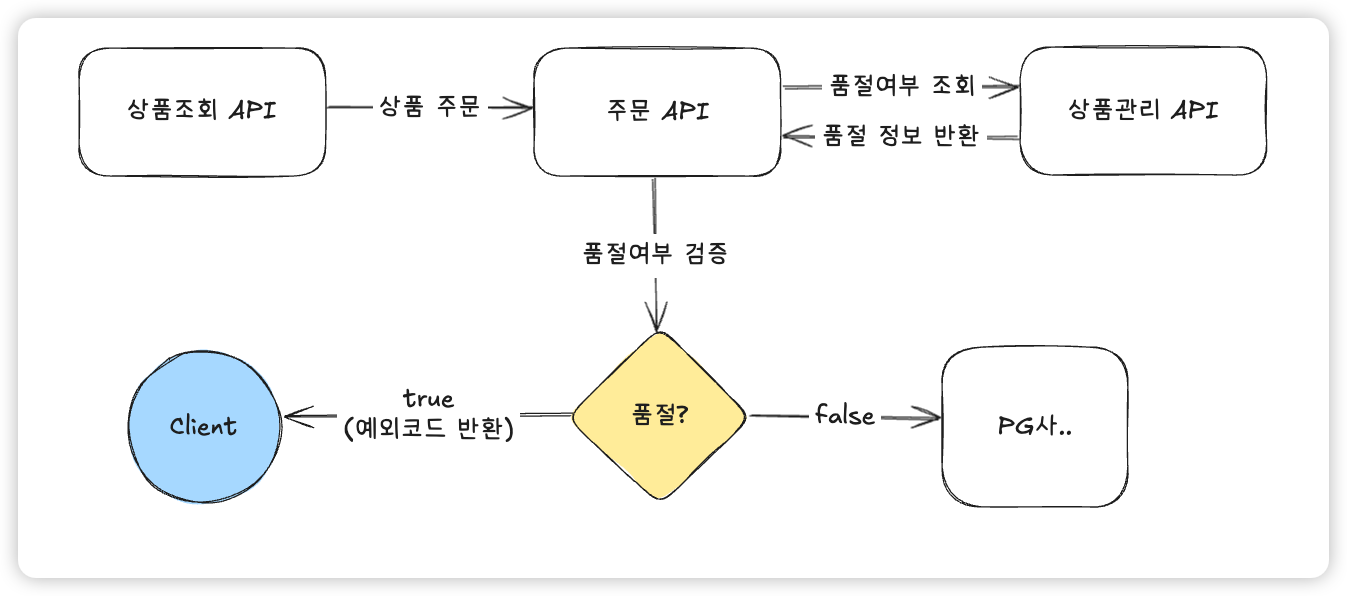 상품조회 API
상품 주문
주문 API
품절여부 조회
품절 정보 반환
상품관리 API
품절여부 검증
Client
true
(예외코드 반환)
품절?
false
PG사..